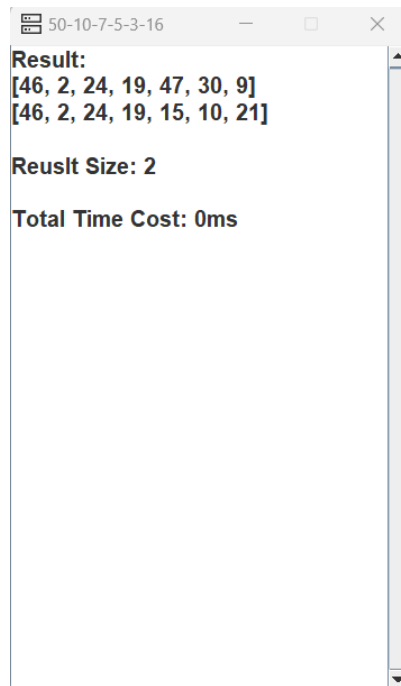 50-10-7-5-3-16
Result:
[46, 2, 24, 19, 47, 30, 9]
[46, 2, 24, 19, 15, 10, 21]
Reuslt Size: 2
Total Time Cost: 0ms